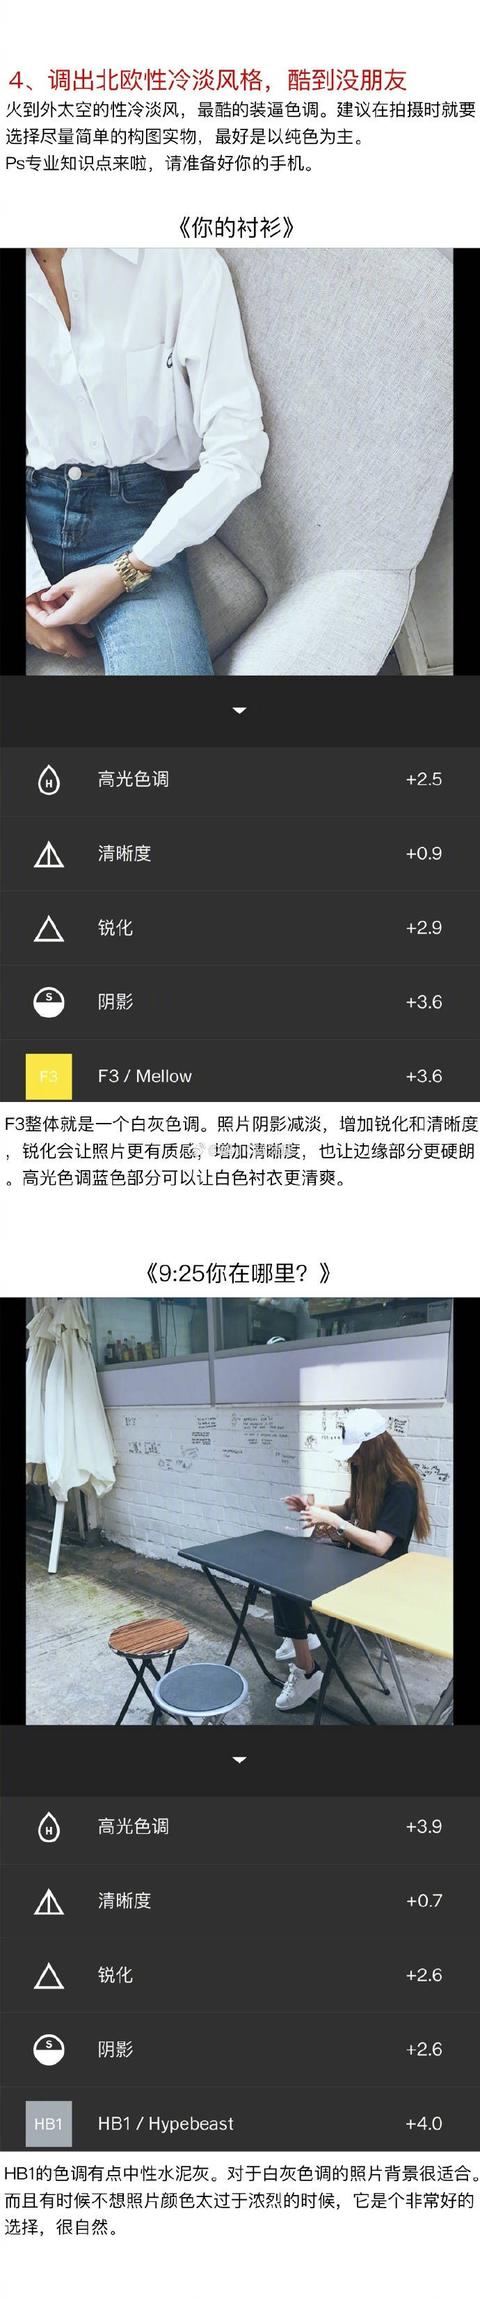 4、调出北欧性冷淡风格，酷到没朋友
火到外太空的性冷淡风，最酷的装逼色调。建议在拍摄时就要
选择尽量简单的构图实物，最好是以纯色为主。
Ps专业知识点来啦，请准备好你的手机。
《你的衬衫》
高光色调 +2.5
清晰度 +0.9
锐化 +2.9
S
阴影 +3.6
F3 F3 / Mellow +3.6
F3整体就是一个白灰色调。照片阴影减淡，增加锐化和清晰度
，锐化会让照片更有质感，增加清晰度，也让边缘部分更硬朗
。高光色调蓝色部分可以让白色衬衣更清爽。
《9:25你在哪里？》
H 高光色调 +3.9
清晰度 +0.7
锐化 +2.6
S 阴影 +2.6
HB1 HB1 / Hypebeast +4.0
HB1的色调有点中性水泥灰。对于白灰色调的照片背景很适合。
而且有时候不想照片颜色太过于浓烈的时候，它是个非常好的
选择，很自然。